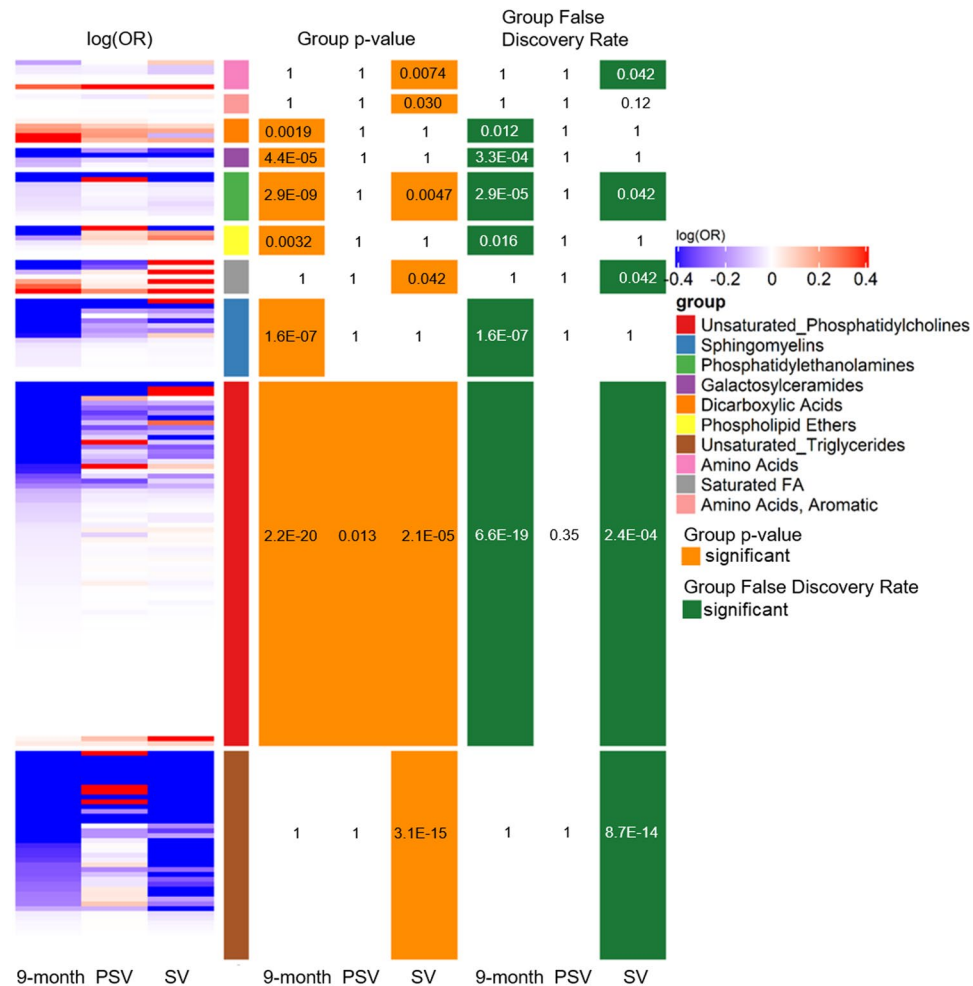 log(OR)
Group p-value
Group False
Discovery Rate
1 1 0.0074 1 1 0.042
1 1 0.030 1 1 0.12
0.0019 1 1 0.012 1 1
4.4E-05 1 1 3.3E-04 1 1
2.9E-09 1 0.0047 2.9E-05 1 0.042
0.0032 1 1 0.016 1 1
1 1 0.042 1 1 0.042
1.6E-07 1 1 1.6E-07 1 1
2.2E-20 0.013 2.1E-05 6.6E-19 0.35 2.4E-04
1 1 3.1E-15 1 1 8.7E-14
9-month PSV SV 9-month PSV SV 9-month PSV SV
log(OR)
-0.4 -0.2 0 0.2 0.4
group
Unsaturated_Phosphatidylcholines
Sphingomyelins
Phosphatidylethanolamines
Galactosylceramides
Dicarboxylic Acids
Phospholipid Ethers
Unsaturated_Triglycerides
Amino Acids
Saturated FA
Amino Acids, Aromatic
Group p-value
significant
Group False Discovery Rate
significant